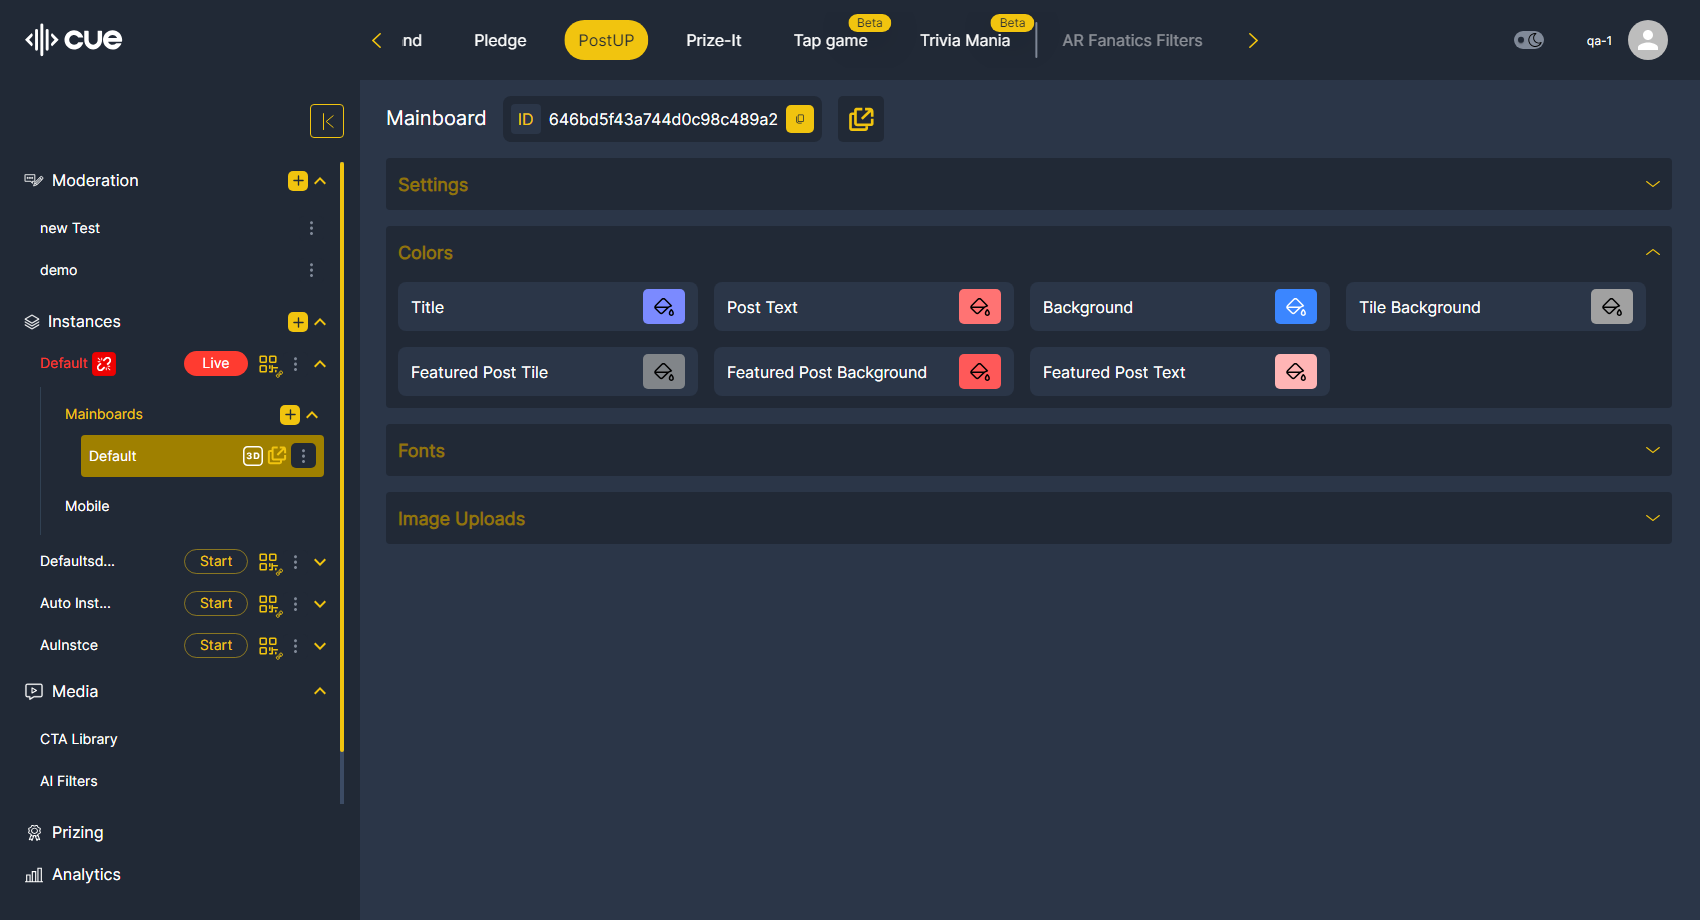 cue
nd
Pledge
PostUP
Prize-It
Tap game
Beta
Trivia Mania
Beta
AR Fanatics Filters
qa-1
Mainboard
ID
646bd5f43a744d0c98c489a2
Moderation
new Test
demo
Instances
Default
Live
Mainboards
Default
3D
Mobile
Defaultsd...
Start
Auto Inst...
Start
AuInstce
Start
Media
CTA Library
AI Filters
Prizing
Analytics
Settings
Colors
Title
Post Text
Background
Tile Background
Featured Post Tile
Featured Post Background
Featured Post Text
Fonts
Image Uploads